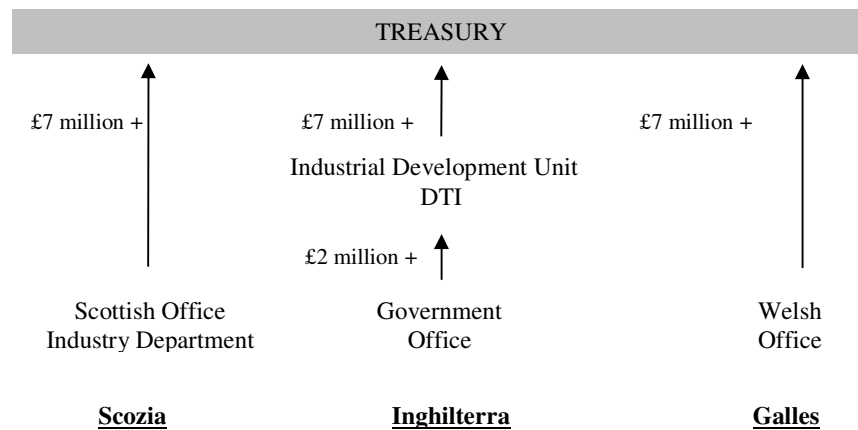 TREASURY
£7 million +
£7 million +
£7 million +
Industrial Development Unit
DTI
£2 million +
Scottish Office
Industry Department
Government
Office
Welsh
Office
Scozia
Inghilterra
Galles